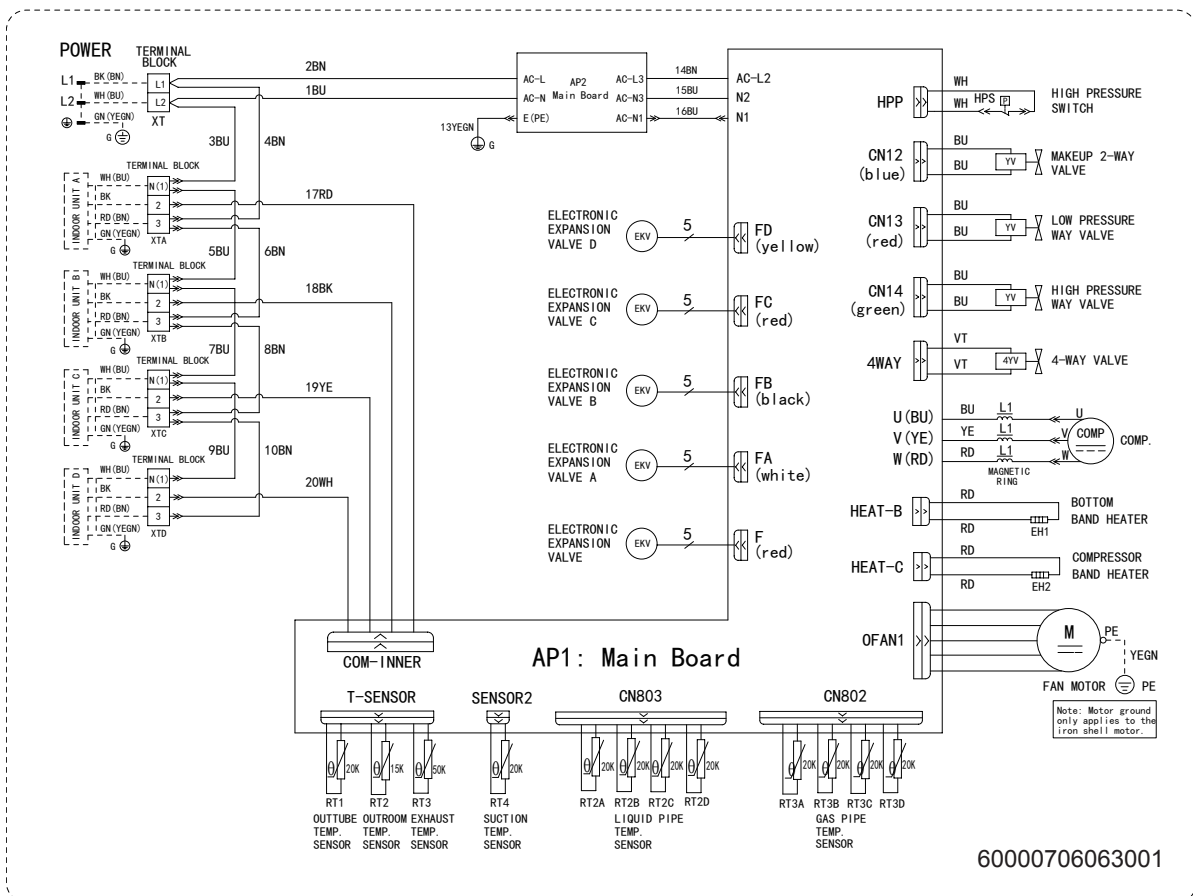 POWER
TERMINAL
BLOCK
L1 BK(BN) L1
L2 WH(BU) L2
GN(YEGN) XT
G
2BN
1BU
3BU 4BN
AC-L AP2 AC-L3
AC-N Main Board AC-N3
E(PE) AC-N1
13YEGN
G
14BN
15BU
16BU
AC-L2
N2
N1
TERMINAL BLOCK
INDOOR UNIT A
WH(BU) N(1)
BK 2
RD(BN) 3
GN(YEGN) XTA
G
17RD
5BU 6BN
TERMINAL BLOCK
INDOOR UNIT B
WH(BU) N(1)
BK 2
RD(BN) 3
GN(YEGN) XTB
G
18BK
7BU 8BN
TERMINAL BLOCK
INDOOR UNIT C
WH(BU) N(1)
BK 2
RD(BN) 3
GN(YEGN) XTC
G
19YE
9BU 10BN
TERMINAL BLOCK
INDOOR UNIT D
WH(BU) N(1)
BK 2
RD(BN) 3
GN(YEGN) XTD
G
20WH
ELECTRONIC
EXPANSION
VALVE D
EKV 5 FD
(yellow)
ELECTRONIC
EXPANSION
VALVE C
EKV 5 FC
(red)
ELECTRONIC
EXPANSION
VALVE B
EKV 5 FB
(black)
ELECTRONIC
EXPANSION
VALVE A
EKV 5 FA
(white)
ELECTRONIC
EXPANSION
VALVE
EKV 5 F
(red)
HPP WH
WH HPS P
HIGH PRESSURE
SWITCH
CN12
(blue)
BU
BU YV
MAKEUP 2-WAY
VALVE
CN13
(red)
BU
BU YV
LOW PRESSURE
WAY VALVE
CN14
(green)
BU
BU YV
HIGH PRESSURE
WAY VALVE
4WAY VT
VT 4YV 4-WAY VALVE
U(BU) BU L1 U
V(YE) YE L1 V COMP COMP.
W(RD) RD L1 W
MAGNETIC
RING
HEAT-B RD
RD EH1
BOTTOM
BAND HEATER
HEAT-C RD
RD EH2
COMPRESSOR
BAND HEATER
OFAN1 M PE
YEGN
FAN MOTOR PE
Note: Motor ground
only applies to the
iron shell motor.
COM-INNER
AP1: Main Board
T-SENSOR SENSOR2 CN803 CN802
θ 20K θ 15K θ 50K θ 20K θ 20K θ 20K θ 20K θ 20K θ 20K θ 20K θ 20K θ 20K
RT1 RT2 RT3 RT4 RT2A RT2B RT2C RT2D RT3A RT3B RT3C RT3D
OUTTUBE
TEMP.
SENSOR
OUTROOM
TEMP.
SENSOR
EXHAUST
TEMP.
SENSOR
SUCTION
TEMP.
SENSOR
LIQUID PIPE
TEMP.
SENSOR
GAS PIPE
TEMP.
SENSOR
60000706063001